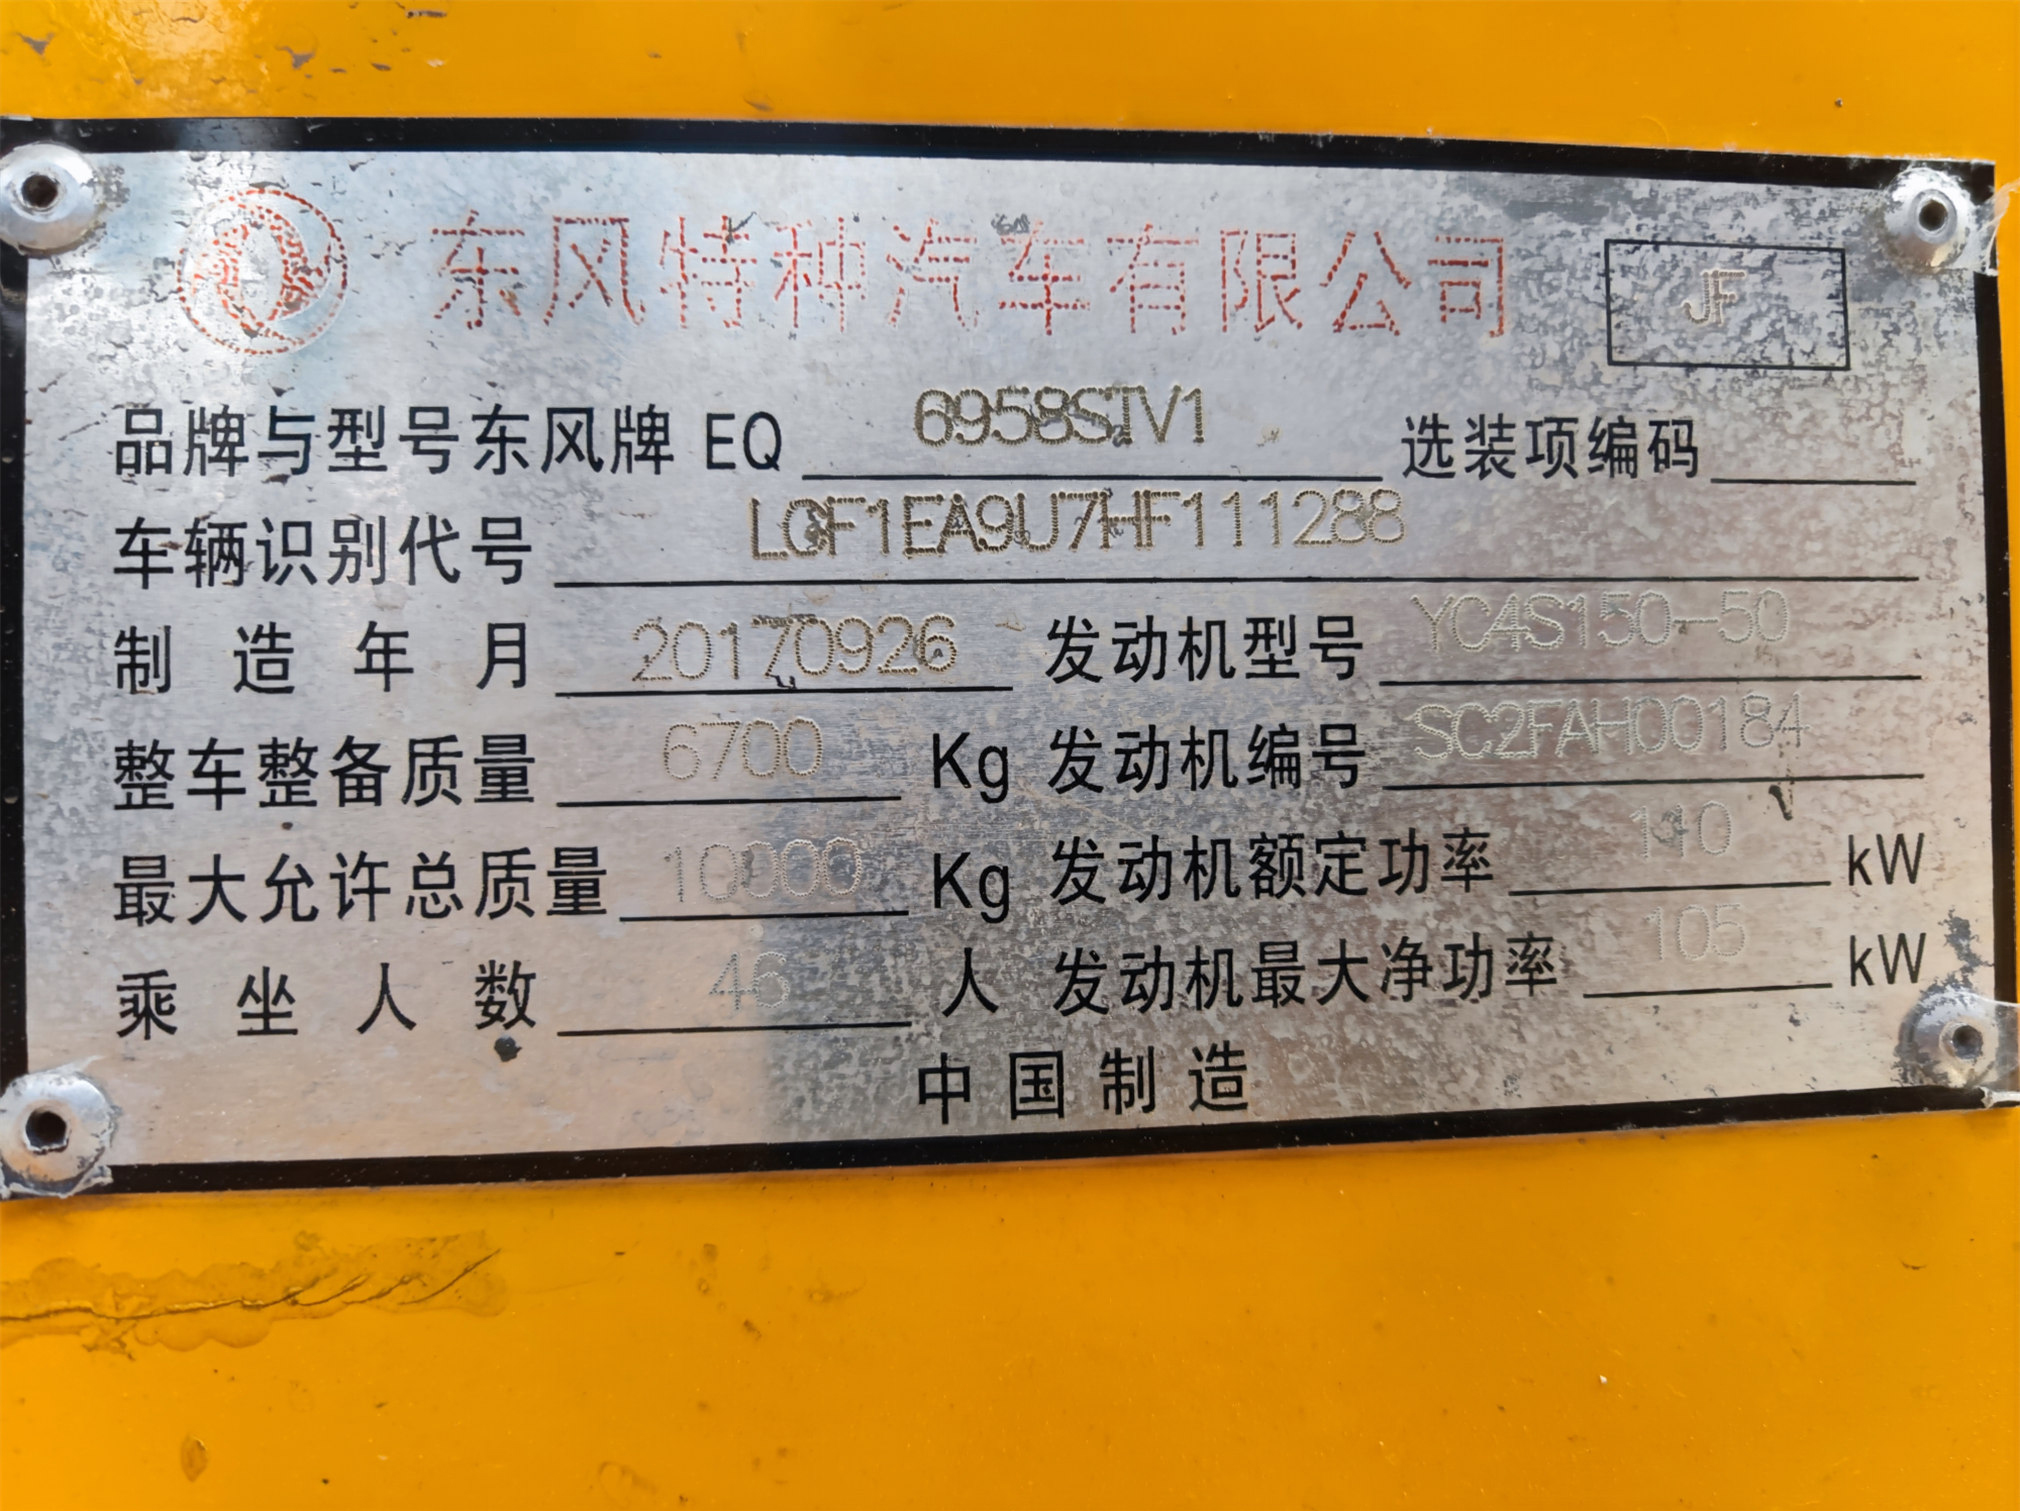 东风特种汽车有限公司 JF
品牌与型号东风牌 EQ 6958STV1 选装项编码
车辆识别代号 LGF1EA9U7HF111288
制造年月 20170926 发动机型号 YC4S150-50
整车整备质量 6700 Kg 发动机编号 SC2FAH00184
最大允许总质量 10000 Kg 发动机额定功率 110 kW
乘坐人数 46 人 发动机最大净功率 105 kW
中国制造